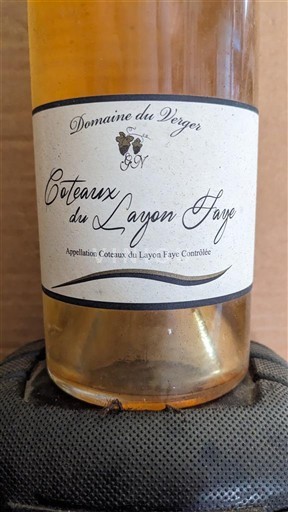 Domaine du Verger
GN
Coteaux
du Layon Faye
Appellation Coteaux du Layon Faye Contrôlée